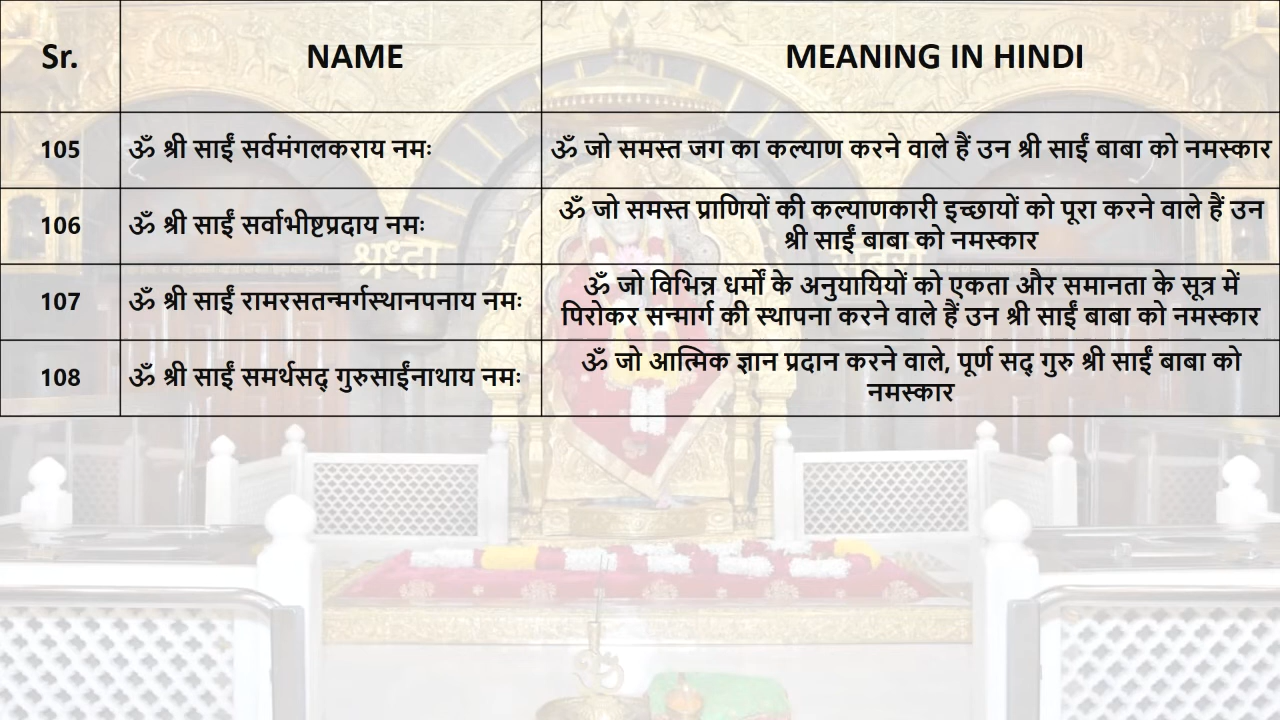 Sr. NAME MEANING IN HINDI
105 ॐ श्री साईं सर्वमंगलकराय नमः ॐ जो समस्त जग का कल्याण करने वाले हैं उन श्री साईं बाबा को नमस्कार
106 ॐ श्री साईं सर्वाभीष्टप्रदाय नमः ॐ जो समस्त प्राणियों की कल्याणकारी इच्छायों को पूरा करने वाले हैं उन
श्री साईं बाबा को नमस्कार
107 ॐ श्री साईं रामरसतन्मर्गस्थानपनाय नमः ॐ जो विभिन्न धर्मों के अनुयायियों को एकता और समानता के सूत्र में
पिरोकर सन्मार्ग की स्थापना करने वाले हैं उन श्री साईं बाबा को नमस्कार
108 ॐ श्री साईं समर्थसद् गुरुसाईंनाथाय नमः ॐ जो आत्मिक ज्ञान प्रदान करने वाले, पूर्ण सद् गुरु श्री साईं बाबा को
नमस्कार
श्रध्दा